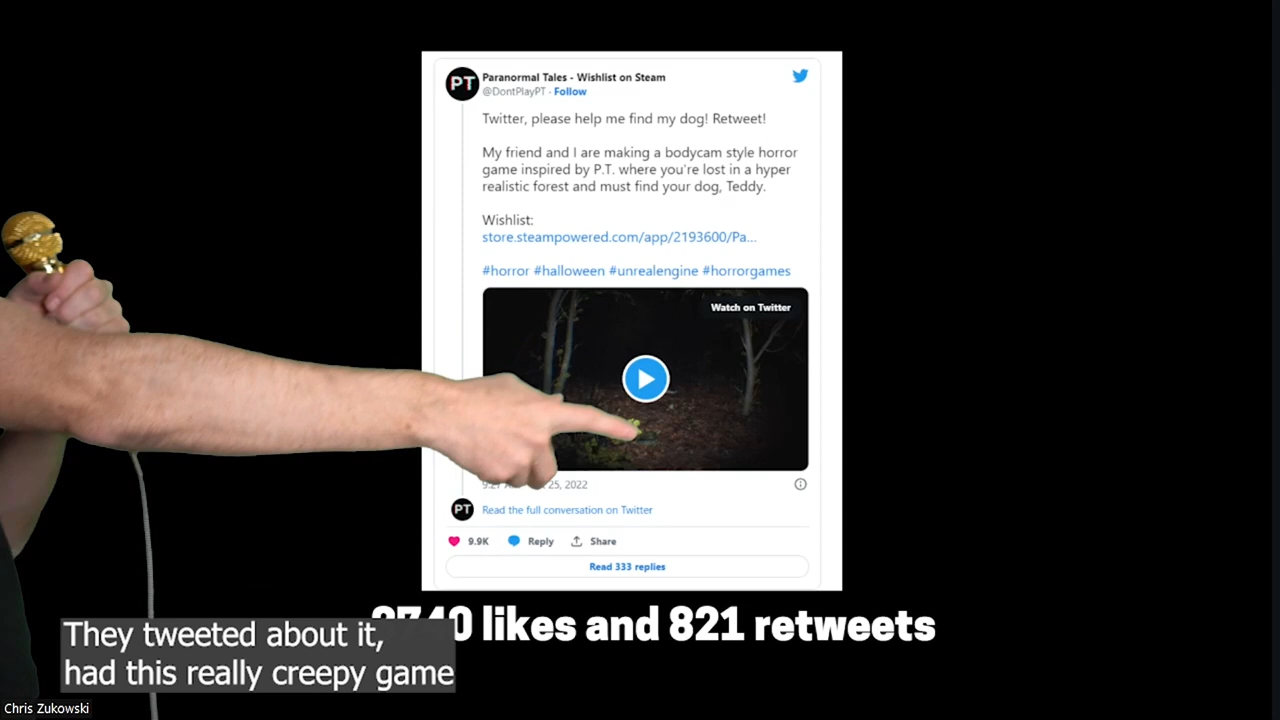 PT
Paranormal Tales - Wishlist on Steam
@DontPlayPT · Follow
Twitter, please help me find my dog! Retweet!
My friend and I are making a bodycam style horror
game inspired by P.T. where you're lost in a hyper
realistic forest and must find your dog, Teddy.
Wishlist:
store.steampowered.com/app/2193600/Pa...
#horror #halloween #unrealengine #horrorgames
Watch on Twitter
25, 2022
PT
Read the full conversation on Twitter
9.9K
Reply
Share
Read 333 replies
likes and 821 retweets
They tweeted about it,
had this really creepy game
Chris Zukowski